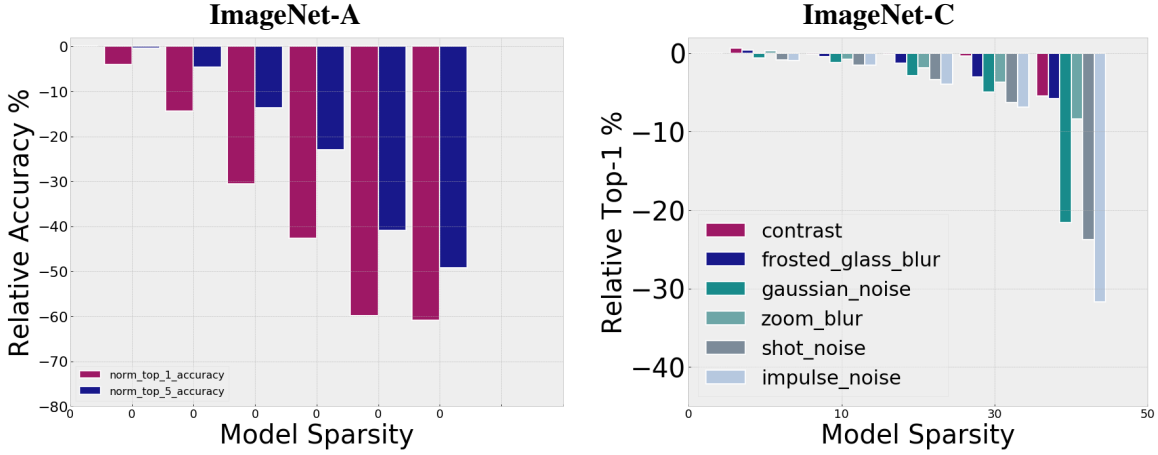 ImageNet-A
Relative Accuracy %
0
−10
−20
−30
−40
−50
−60
−70
−80
norm_top_1_accuracy
norm_top_5_accuracy
0 0 0 0 0 0 0
Model Sparsity
ImageNet-C
Relative Top-1 %
0
−10
−20
−30
−40
contrast
frosted_glass_blur
gaussian_noise
zoom_blur
shot_noise
impulse_noise
0 10 30 50
Model Sparsity